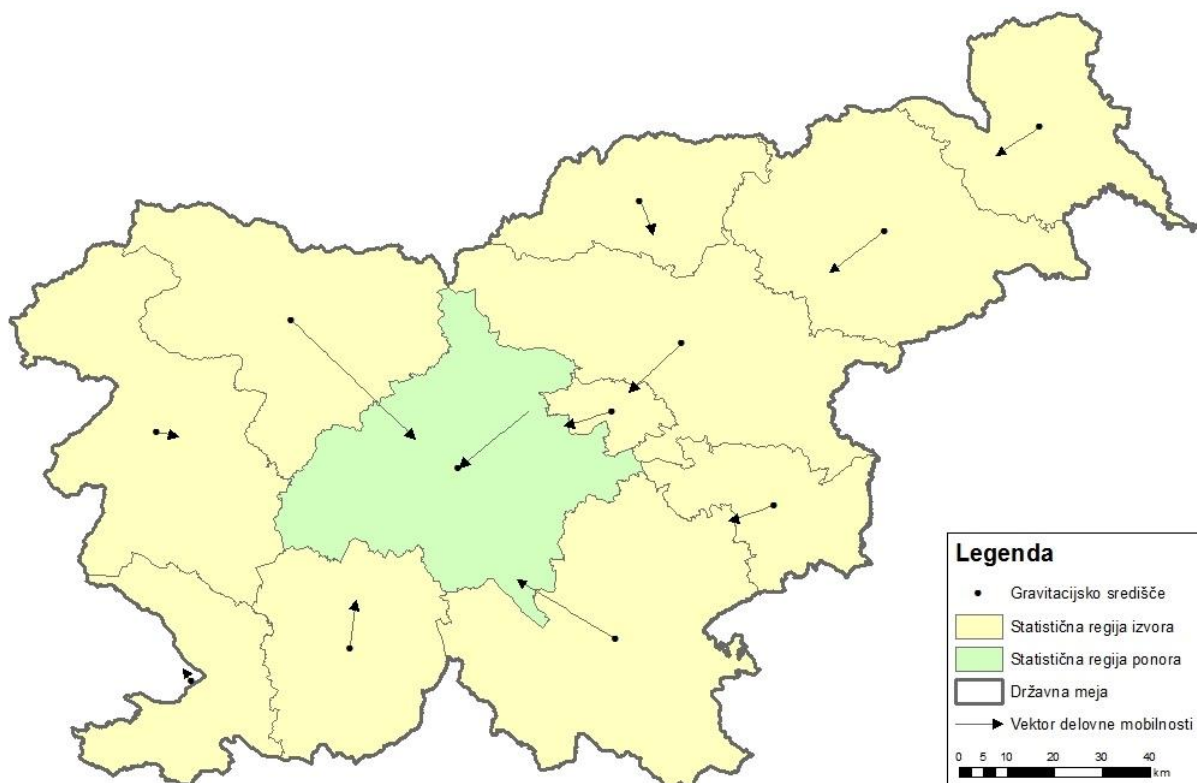 Legenda
Gravitacijsko središče
Statistična regija izvora
Statistična regija ponora
Državna meja
Vektor delovne mobilnosti
0 5 10 20 30 40
km